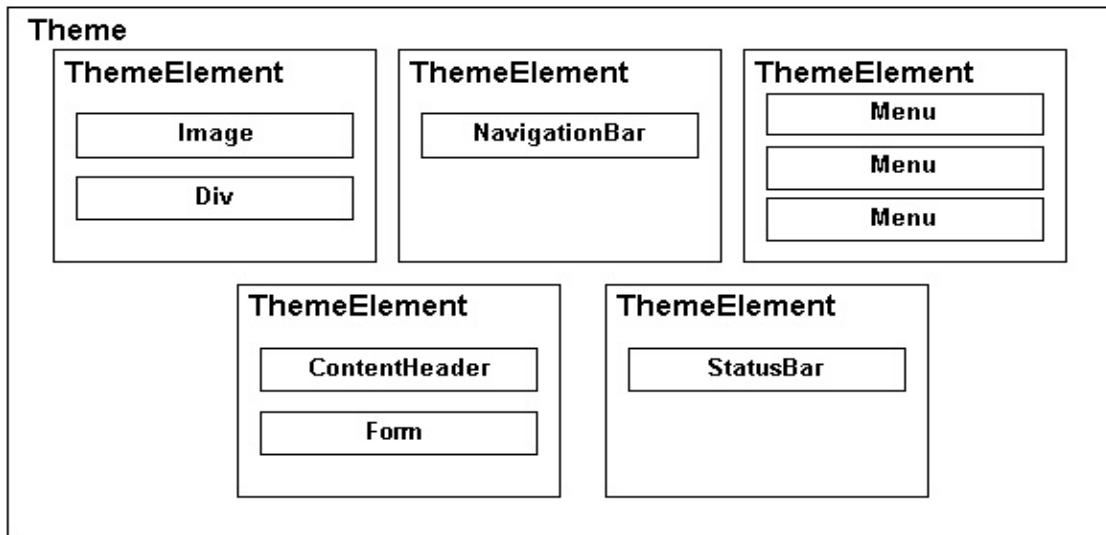 Theme
ThemeElement
Image
Div
ThemeElement
NavigationBar
ThemeElement
Menu
Menu
Menu
ThemeElement
ContentHeader
Form
ThemeElement
StatusBar